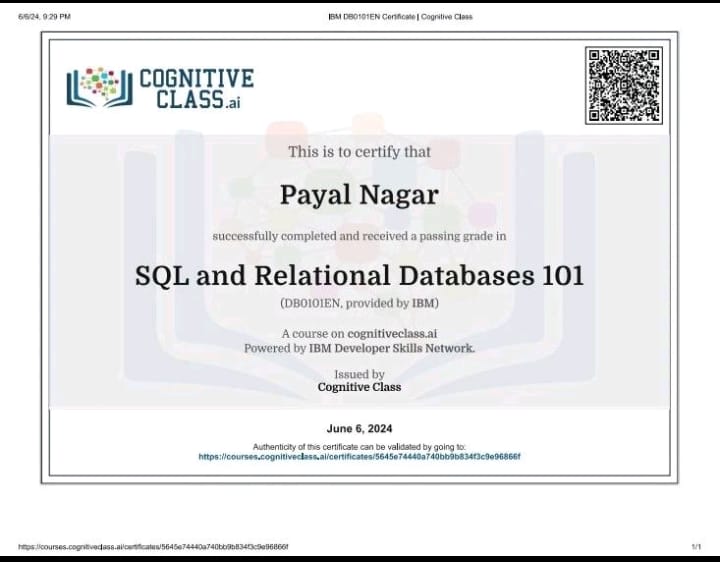 6/6/24, 9:29 PM IBM DB0101EN Certificate | Cognitive Class
COGNITIVE
CLASS.ai
This is to certify that
Payal Nagar
successfully completed and received a passing grade in
SQL and Relational Databases 101
(DB0101EN, provided by IBM)
A course on cognitiveclass.ai
Powered by IBM Developer Skills Network.
Issued by
Cognitive Class
June 6, 2024
Authenticity of this certificate can be validated by going to:
https://courses.cognitiveclass.ai/certificates/5645e74440a740bb9b834f3c9e96866f
https://courses.cognitiveclass.ai/certificates/5645e74440a740bb9b834f3c9e96866f 1/1